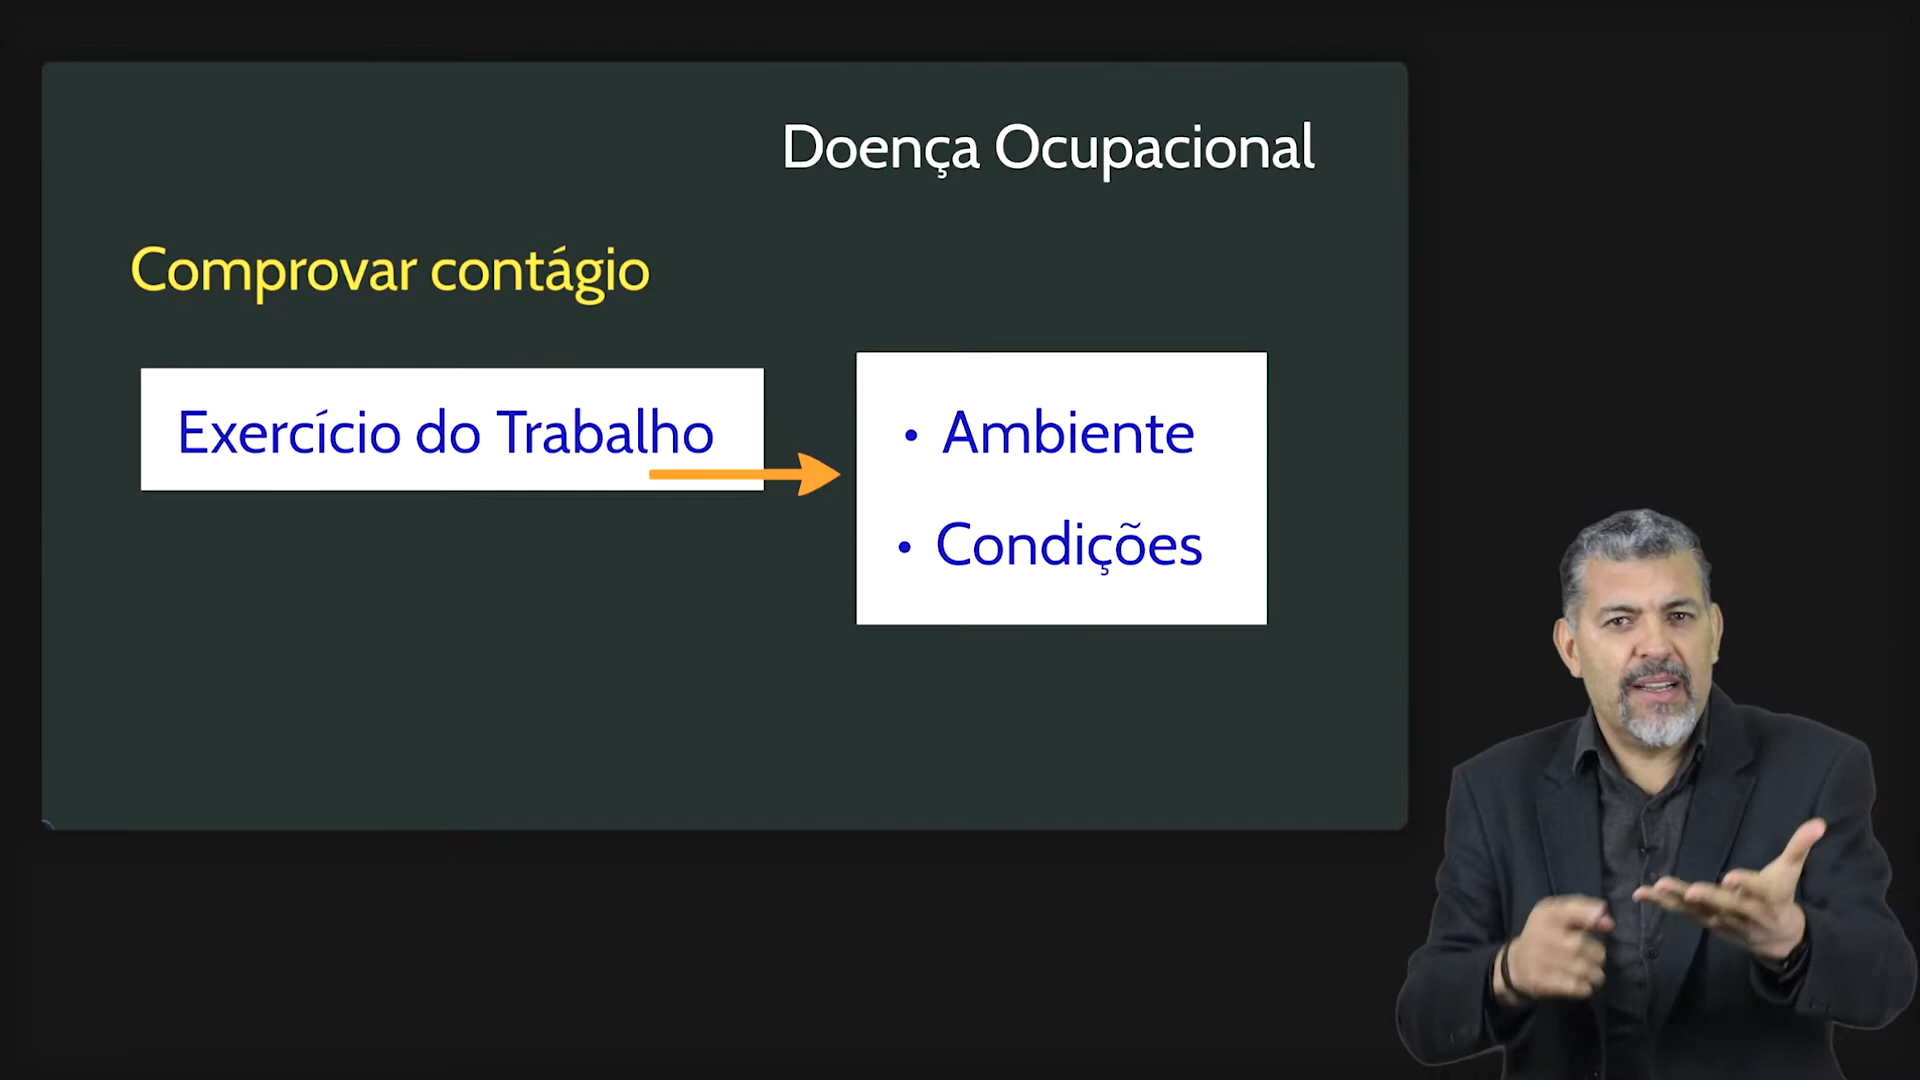 Doença Ocupacional
Comprovar contágio
Exercício do Trabalho
• Ambiente
• Condições